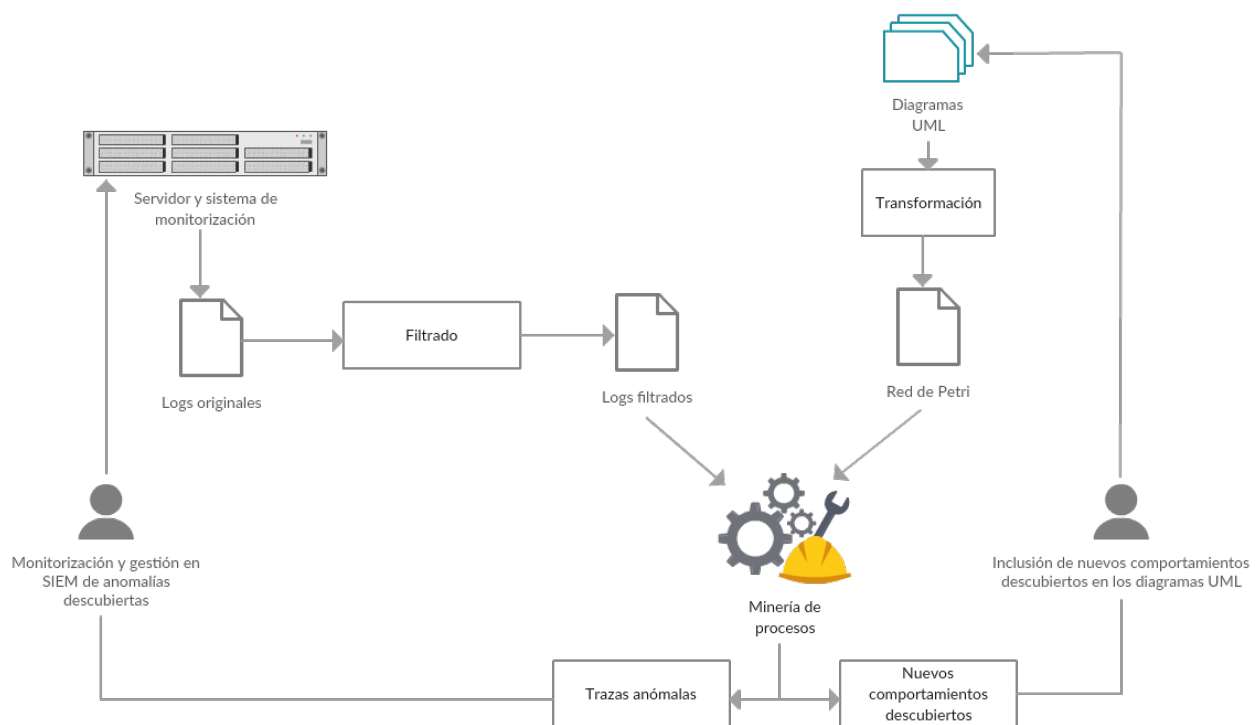 Diagramas
UML
Servidor y sistema de
monitorización
Transformación
Filtrado
Logs originales
Logs filtrados
Red de Petri
Monitorización y gestión en
SIEM de anomalías
descubiertas
Inclusión de nuevos comportamientos
descubiertos en los diagramas UML
Minería de
procesos
Trazas anómalas
Nuevos
comportamientos
descubiertos